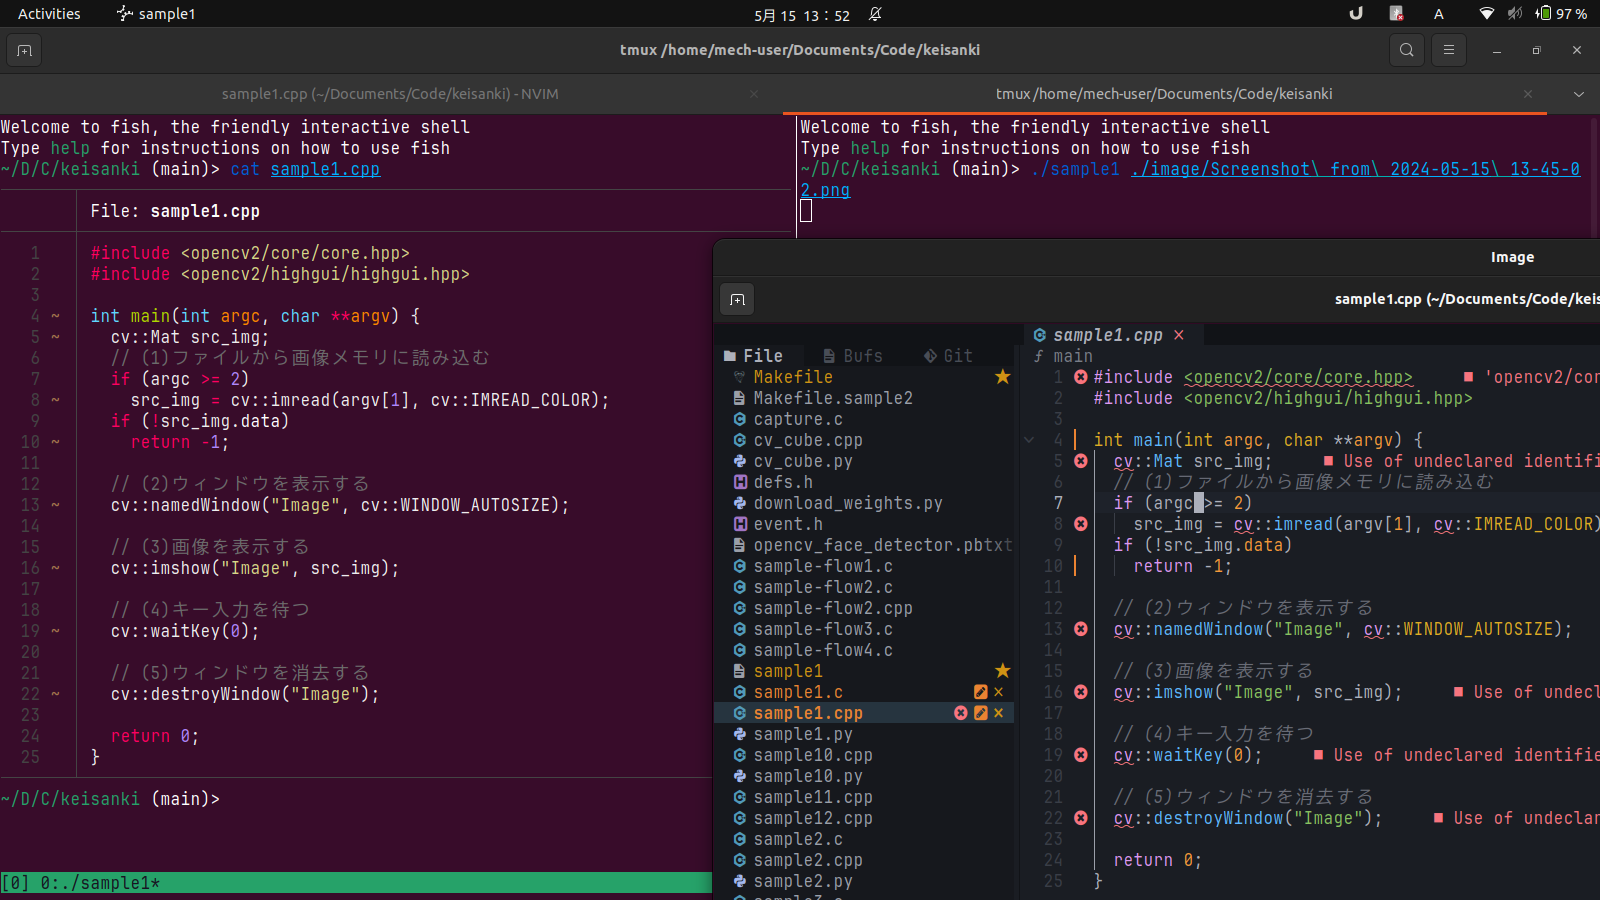 Activities
sample1
5月 15 13：52
A
97 %
tmux /home/mech-user/Documents/Code/keisanki
sample1.cpp (~/Documents/Code/keisanki) - NVIM
tmux /home/mech-user/Documents/Code/keisanki
Welcome to fish, the friendly interactive shell
Type help for instructions on how to use fish
~/D/C/keisanki (main)> cat sample1.cpp
File: sample1.cpp
1 #include <opencv2/core/core.hpp>
2 #include <opencv2/highgui/highgui.hpp>
3
4 ~ int main(int argc, char **argv) {
5 ~ cv::Mat src_img;
6 // (1)ファイルから画像メモリに読み込む
7 if (argc >= 2)
8 ~ src_img = cv::imread(argv[1], cv::IMREAD_COLOR);
9 if (!src_img.data)
10 ~ return -1;
11
12 // (2)ウィンドウを表示する
13 ~ cv::namedWindow("Image", cv::WINDOW_AUTOSIZE);
14
15 // (3)画像を表示する
16 ~ cv::imshow("Image", src_img);
17
18 // (4)キー入力を待つ
19 ~ cv::waitKey(0);
20
21 // (5)ウィンドウを消去する
22 ~ cv::destroyWindow("Image");
23
24 return 0;
25 }
~/D/C/keisanki (main)>
[0] 0:./sample1*
Welcome to fish, the friendly interactive shell
Type help for instructions on how to use fish
~/D/C/keisanki (main)> ./sample1 ./image/Screenshot\ from\ 2024-05-15\ 13-45-0
2.png
Image
sample1.cpp (~/Documents/Code/keis
File Bufs Git
Makefile
Makefile.sample2
capture.c
cv_cube.cpp
cv_cube.py
defs.h
download_weights.py
event.h
opencv_face_detector.pbtxt
sample-flow1.c
sample-flow2.c
sample-flow2.cpp
sample-flow3.c
sample-flow4.c
sample1
sample1.c
sample1.cpp
sample1.py
sample10.cpp
sample10.py
sample11.cpp
sample12.cpp
sample2.c
sample2.cpp
sample2.py
sample3.c
sample1.cpp
main
1 #include <opencv2/core/core.hpp> ■ 'opencv2/cor
2 #include <opencv2/highgui/highgui.hpp>
3
4 int main(int argc, char **argv) {
5 cv::Mat src_img; ■ Use of undeclared identifi
6 // (1)ファイルから画像メモリに読み込む
7 if (argc >= 2)
8 src_img = cv::imread(argv[1], cv::IMREAD_COLOR)
9 if (!src_img.data)
10 return -1;
11
12 // (2)ウィンドウを表示する
13 cv::namedWindow("Image", cv::WINDOW_AUTOSIZE);
14
15 // (3)画像を表示する
16 cv::imshow("Image", src_img); ■ Use of undecl
17
18 // (4)キー入力を待つ
19 cv::waitKey(0); ■ Use of undeclared identifie
20
21 // (5)ウィンドウを消去する
22 cv::destroyWindow("Image"); ■ Use of undeclar
23
24 return 0;
25 }